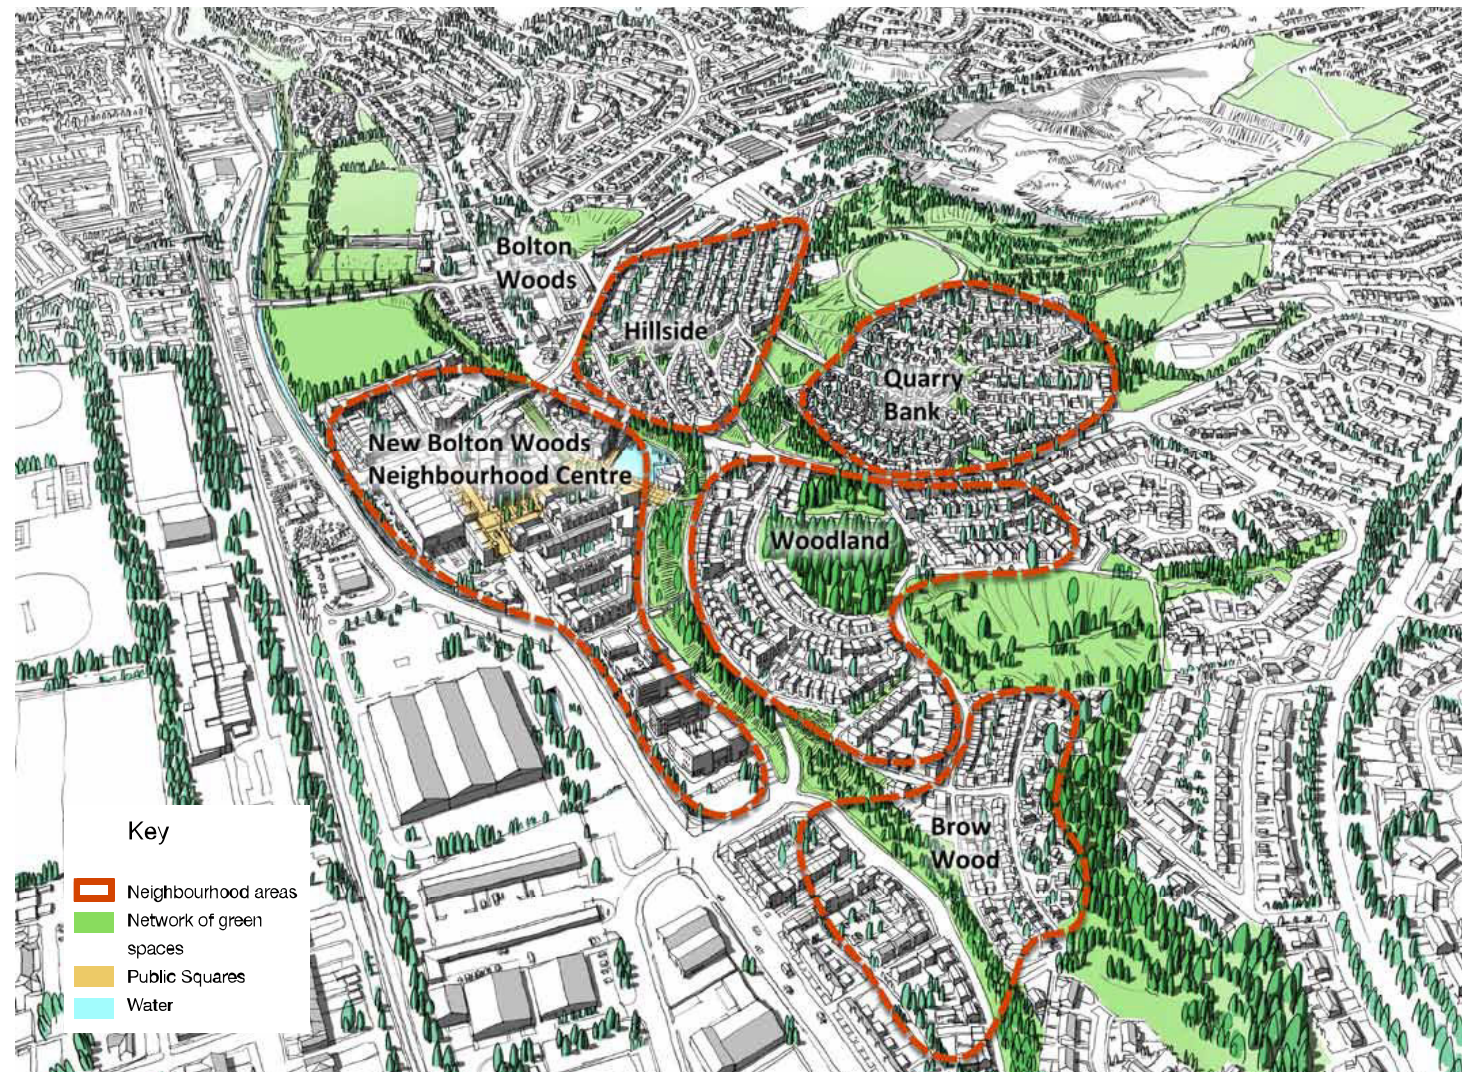 Bolton
Woods
Hillside
Quarry
Bank
New Bolton Woods
Neighbourhood Centre
Woodland
Brow
Wood
Key
Neighbourhood areas
Network of green
spaces
Public Squares
Water